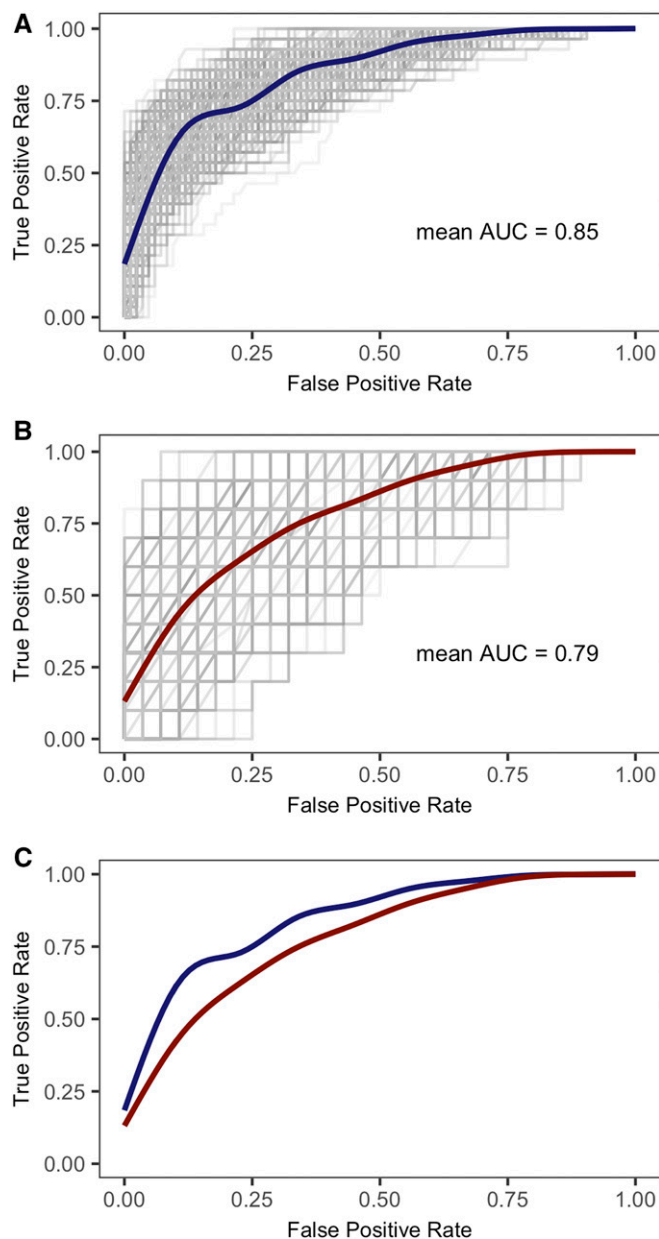 A
1.00
0.75
0.50
0.25
0.00
True Positive Rate
mean AUC = 0.85
0.00 0.25 0.50 0.75 1.00
False Positive Rate
B
1.00
0.75
0.50
0.25
0.00
True Positive Rate
mean AUC = 0.79
0.00 0.25 0.50 0.75 1.00
False Positive Rate
C
1.00
0.75
0.50
0.25
0.00
True Positive Rate
0.00 0.25 0.50 0.75 1.00
False Positive Rate